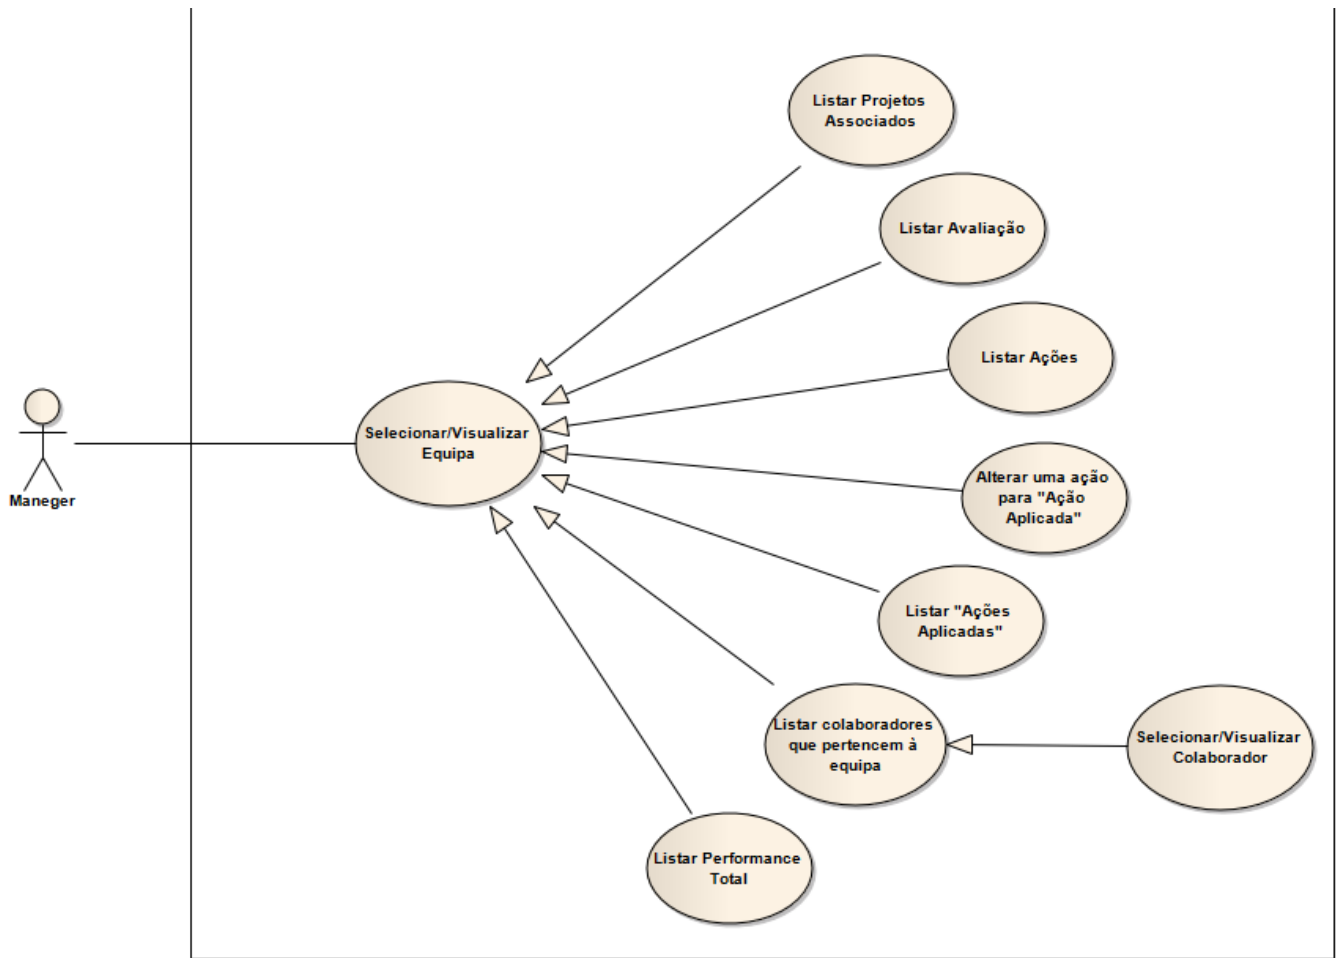 Listar Projetos
Associados
Listar Avaliação
Listar Ações
Selecionar/Visualizar
Equipa
Maneger
Alterar uma ação
para "Ação
Aplicada"
Listar "Ações
Aplicadas"
Listar colaboradores
que pertencem à
equipa
Selecionar/Visualizar
Colaborador
Listar Performance
Total